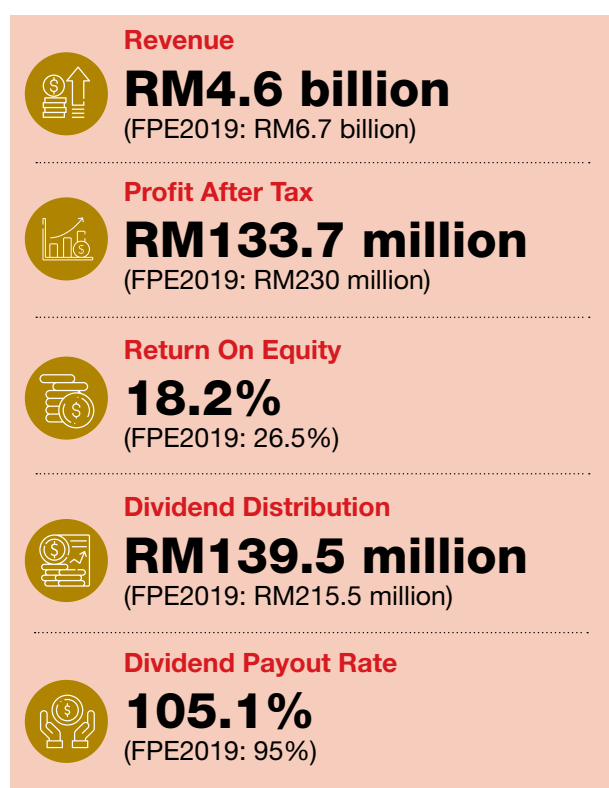 Revenue
RM4.6 billion
(FPE2019: RM6.7 billion)
Profit After Tax
RM133.7 million
(FPE2019: RM230 million)
Return On Equity
18.2%
(FPE2019: 26.5%)
Dividend Distribution
RM139.5 million
(FPE2019: RM215.5 million)
Dividend Payout Rate
105.1%
(FPE2019: 95%)